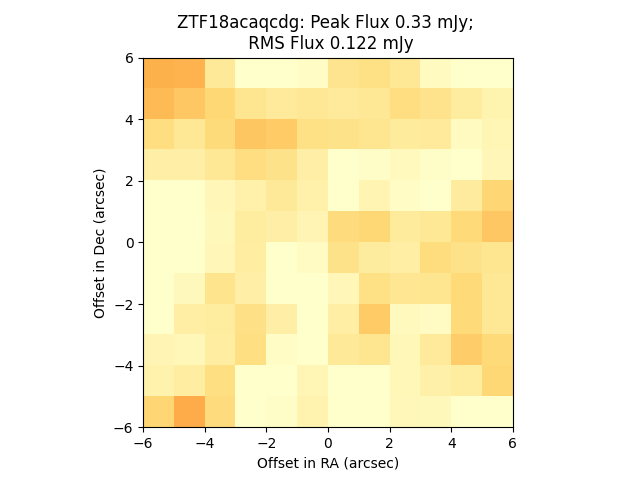 ZTF18acaqcdg: Peak Flux 0.33 mJy;
RMS Flux 0.122 mJy
6
4
2
0
−2
−4
−6
Offset in Dec (arcsec)
−6 −4 −2 0 2 4 6
Offset in RA (arcsec)